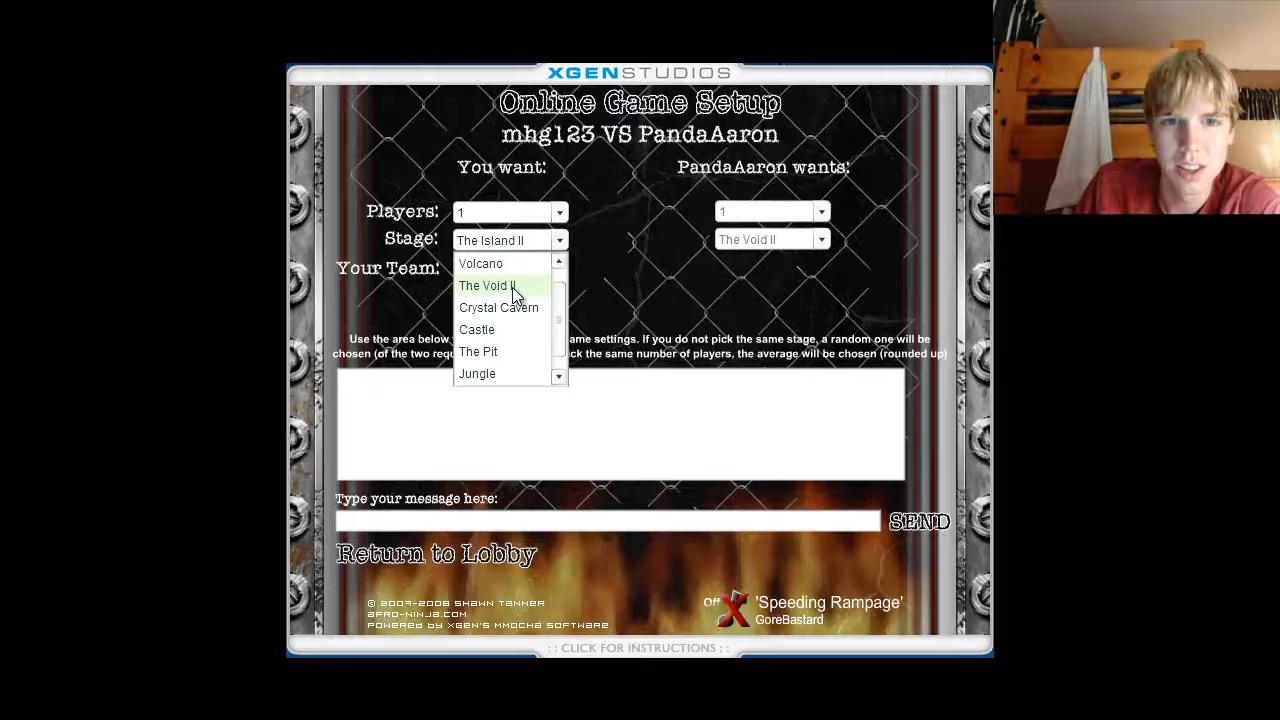 XGENSTUDIOS
Online Game Setup
mhg123 VS PandaAaron
You want:
PandaAaron wants:
Players: 1
1
Stage: The Island II
The Void II
Your Team:
Volcano
The Void II
Crystal Cavern
Castle
The Pit
Jungle
Use the area below ame settings. If you do not pick the same stage, a random one will be
chosen (of the two requ ck the same number of players, the average will be chosen (rounded up)
Type your message here:
SEND
Return to Lobby
© 2007-2008 SHAWN TANNER
AFRO-NINJA.COM
POWERED BY XGEN'S MMOCHA SOFTWARE
Off 'Speeding Rampage'
GoreBastard
: : CLICK FOR INSTRUCTIONS : :